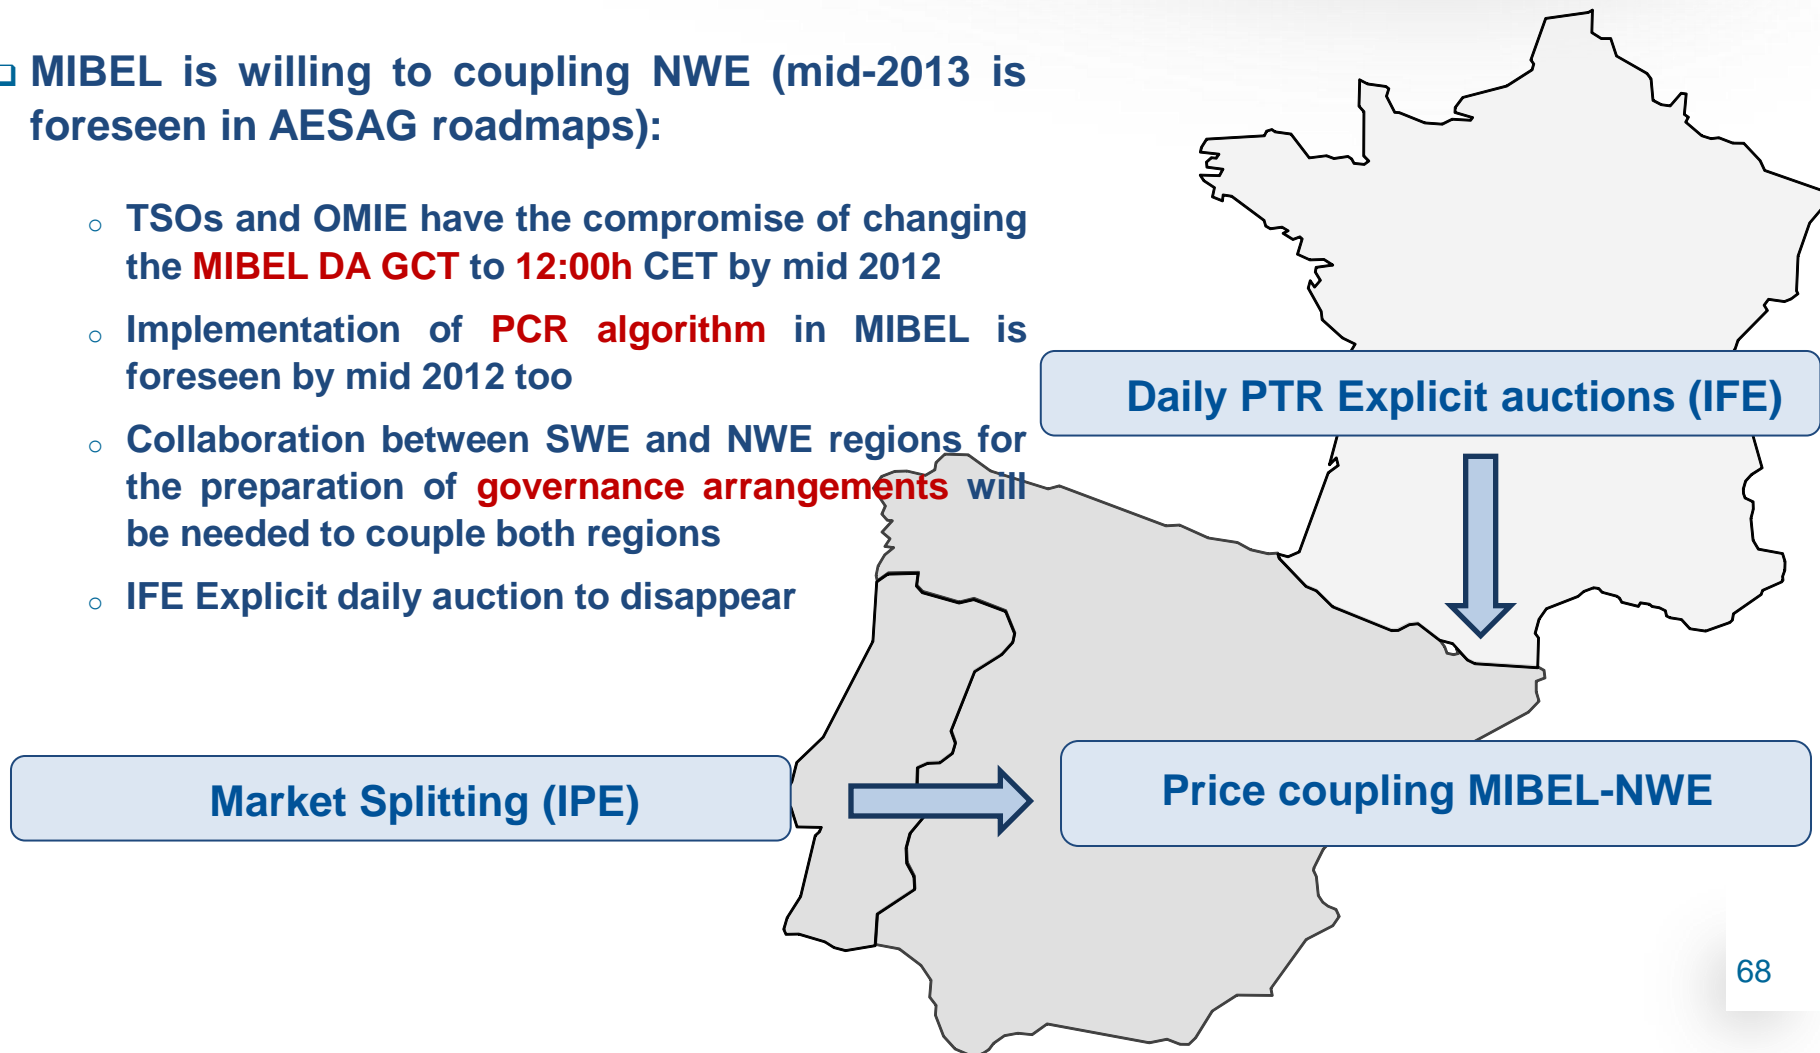 MIBEL is willing to coupling NWE (mid-2013 is
foreseen in AESAG roadmaps):
TSOs and OMIE have the compromise of changing
the MIBEL DA GCT to 12:00h CET by mid 2012
Implementation of PCR algorithm in MIBEL is
foreseen by mid 2012 too
Collaboration between SWE and NWE regions for
the preparation of governance arrangements will
be needed to couple both regions
IFE Explicit daily auction to disappear
Daily PTR Explicit auctions (IFE)
Market Splitting (IPE)
Price coupling MIBEL-NWE
68